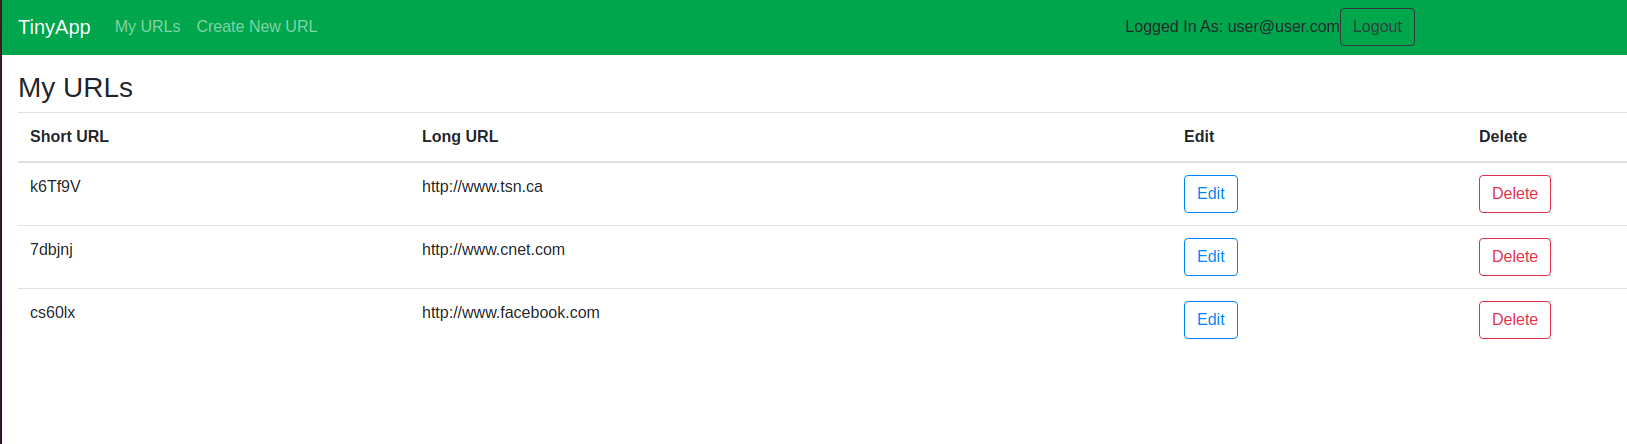 TinyApp My URLs Create New URL Logged In As: user@user.com Logout
My URLs
Short URL Long URL Edit Delete
k6Tf9V http://www.tsn.ca Edit Delete
7dbjnj http://www.cnet.com Edit Delete
cs60lx http://www.facebook.com Edit Delete